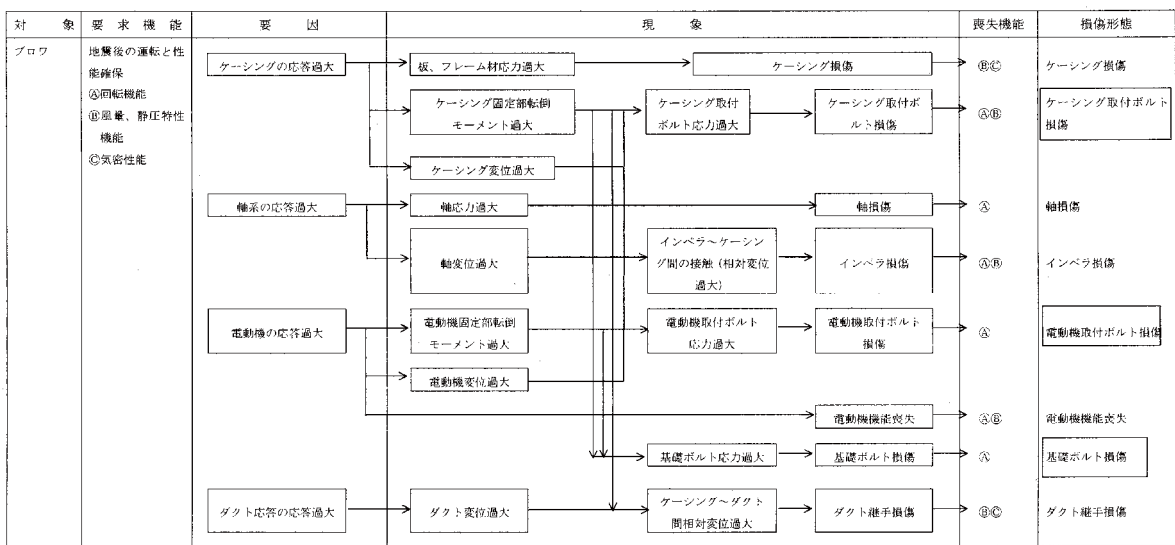 対象 要求機能 要因 現象 喪失機能 損傷形態
ブロワ
地震後の運転と性
能確保
Ⓐ回転機能
Ⓑ風量、静圧特性
機能
Ⓒ気密性能
ケーシングの応答過大
板、フレーム材応力過大
ケーシング損傷
ⒷⒸ
ケーシング損傷
ケーシング固定部転倒
モーメント過大
ケーシング取付
ボルト応力過大
ケーシング取付ボ
ルト損傷
ⒶⒷ
ケーシング取付ボルト
損傷
ケーシング変位過大
軸系の応答過大
軸応力過大
軸損傷
Ⓐ
軸損傷
軸変位過大
インペラ～ケーシン
グ間の接触(相対変位
過大)
インペラ損傷
ⒶⒷ
インペラ損傷
電動機の応答過大
電動機固定部転倒
モーメント過大
電動機取付ボルト
応力過大
電動機取付ボルト
損傷
Ⓐ
電動機取付ボルト損傷
電動機変位過大
電動機機能喪失
ⒶⒷ
電動機機能喪失
基礎ボルト応力過大
基礎ボルト損傷
Ⓐ
基礎ボルト損傷
ダクト応答の応答過大
ダクト変位過大
ケーシング～ダクト
間相対変位過大
ダクト継手損傷
ⒷⒸ
ダクト継手損傷